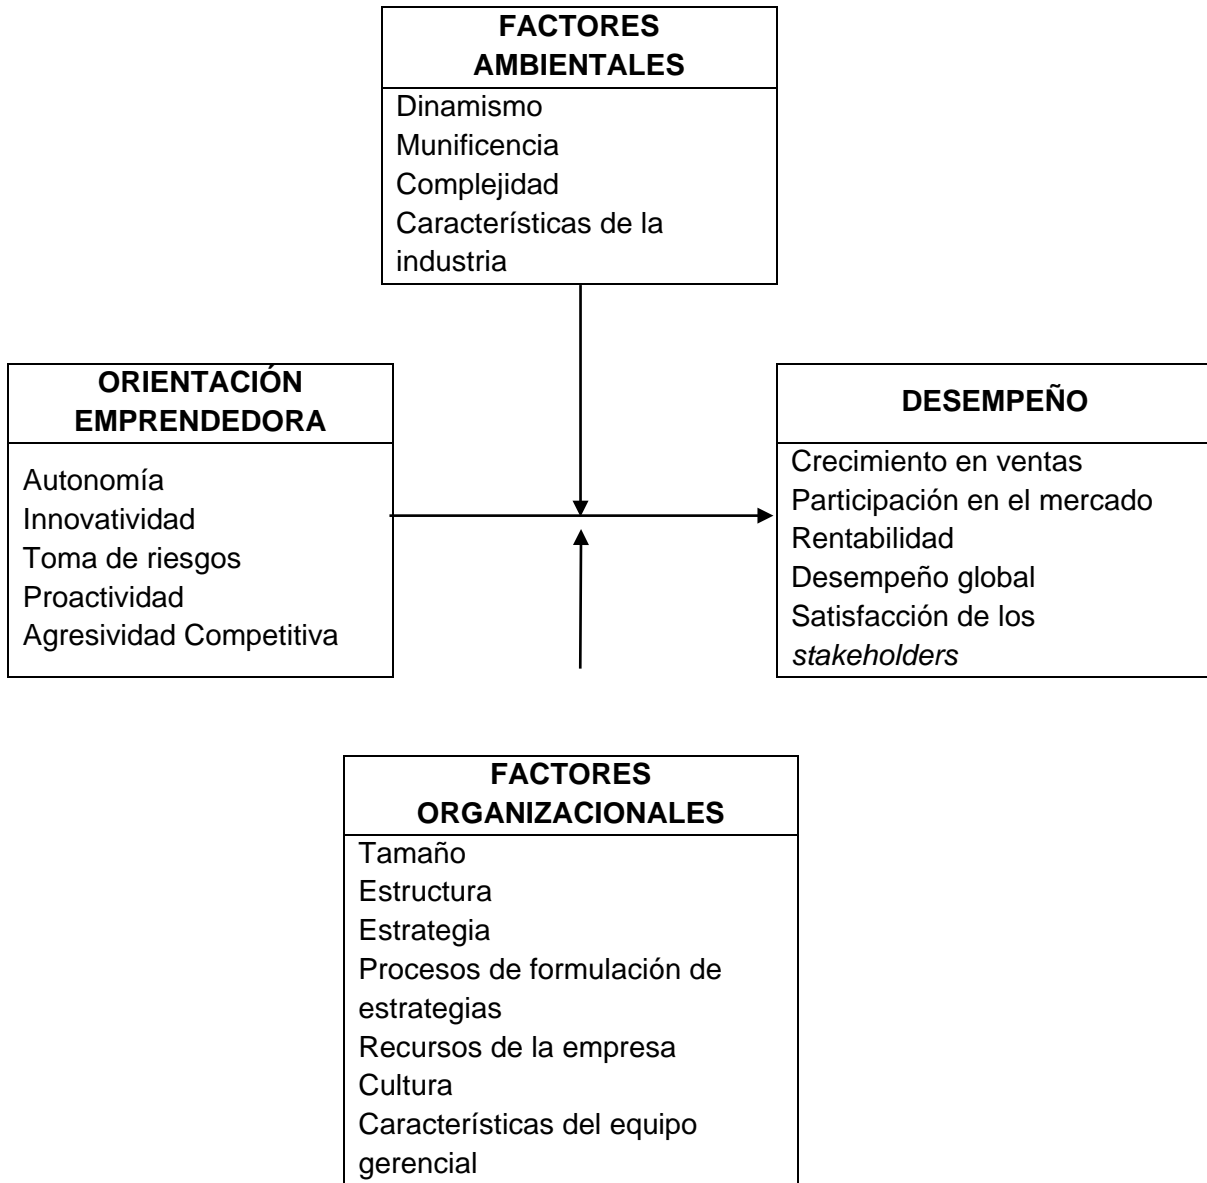 FACTORES
AMBIENTALES
Dinamismo
Munificencia
Complejidad
Característícas de la
industria
ORIENTACIÓN
EMPRENDEDORA
Autonomía
Innovatividad
Toma de riesgos
Proactividad
Agresividad Competitiva
DESEMPEÑO
Crecimiento en ventas
Participación en el mercado
Rentabilidad
Desempeño global
Satisfacción de los
stakeholders
FACTORES
ORGANIZACIONALES
Tamaño
Estructura
Estrategia
Procesos de formulación de
estrategias
Recursos de la empresa
Cultura
Características del equipo
gerencial